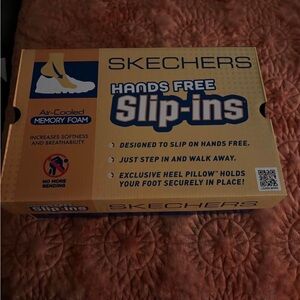 SKECHERS
HANDS FREE
Slip-ins
Air-Cooled
MEMORY FOAM
INCREASES SOFTNESS
AND BREATHABILITY.
NO MORE
BENDING
DESIGNED TO SLIP ON HANDS FREE.
JUST STEP IN AND WALK AWAY.
EXCLUSIVE HEEL PILLOW™ HOLDS
YOUR FOOT SECURELY IN PLACE!
Slip-ins
SKECHERS